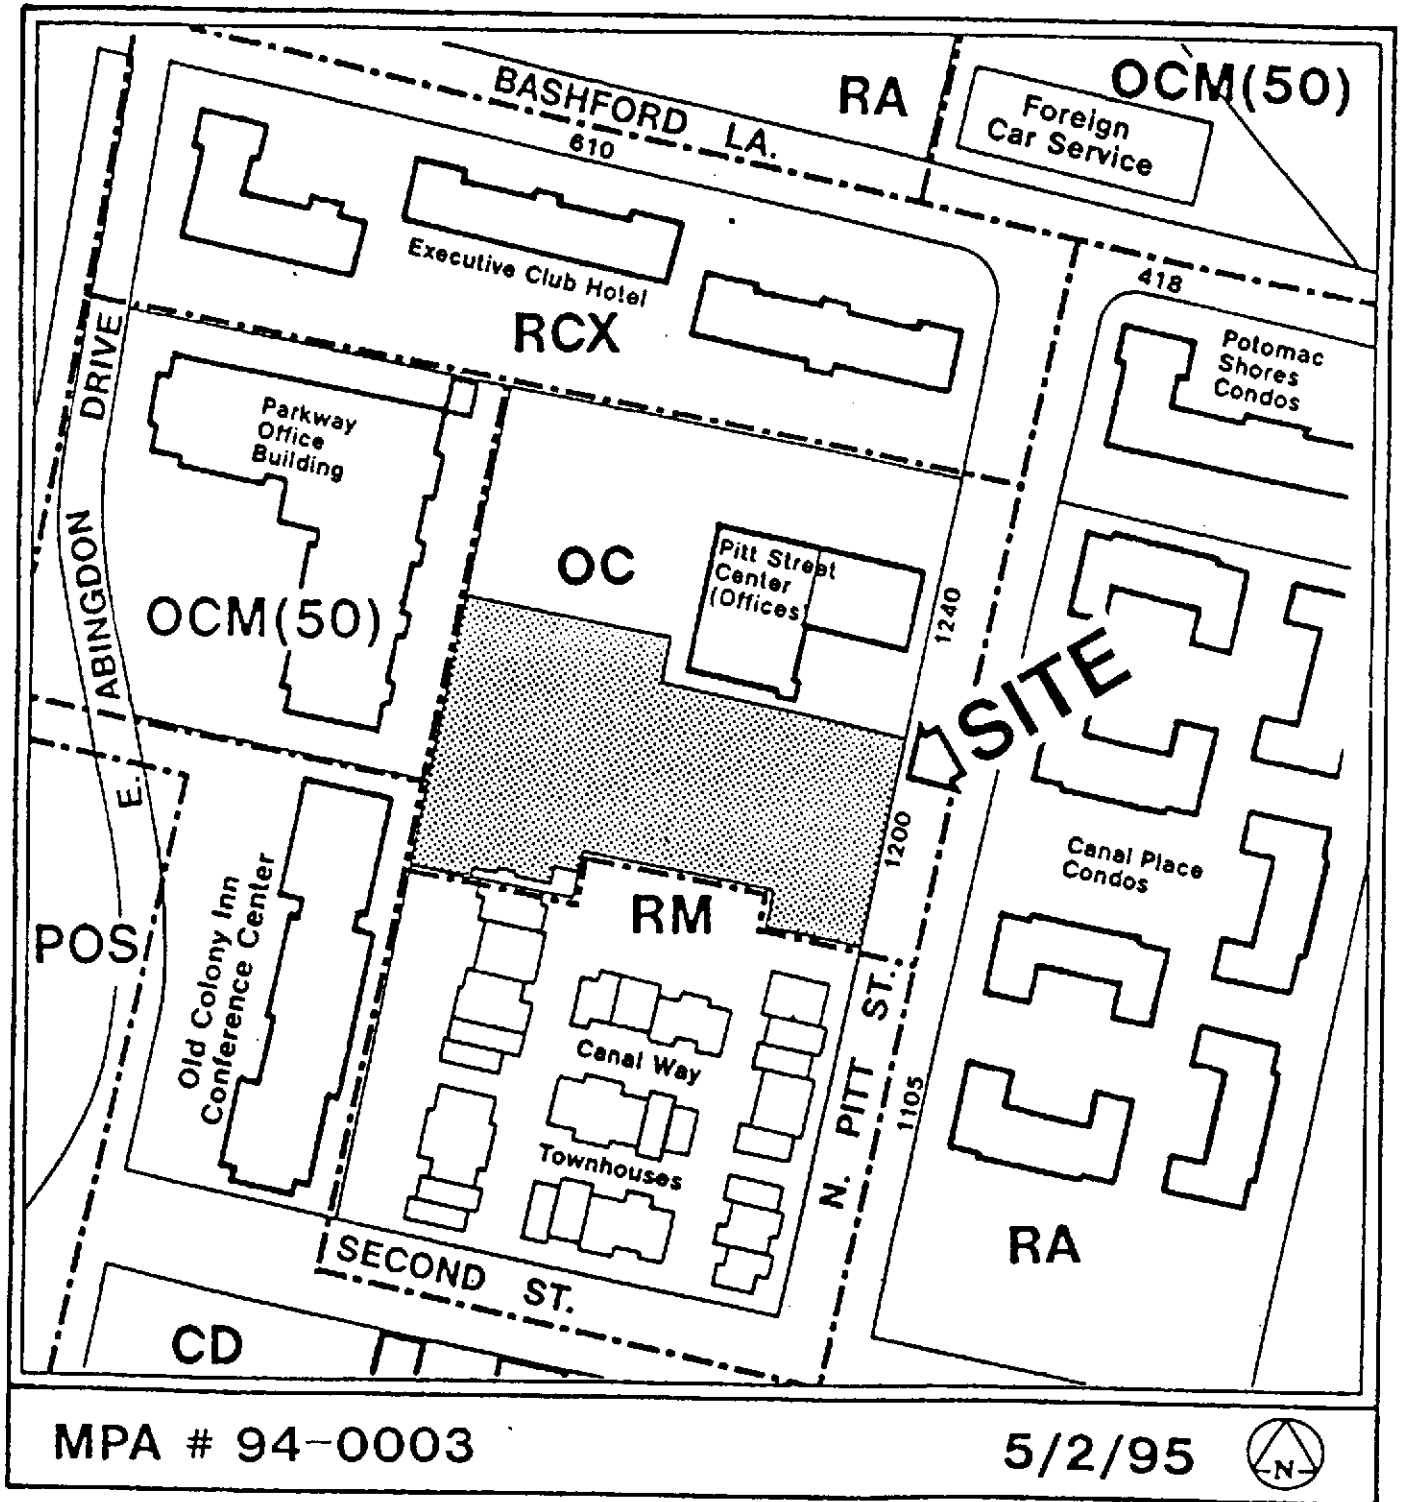 BASHFORD LA.
610
RA
OCM(50)
Foreign
Car Service
Executive Club Hotel
RCX
418
Potomac
Shores
Condos
DRIVE
Parkway
Office
Building
OC
Pitt Street
Center
(Offices)
1240
ABINGDON
OCM(50)
SITE
E.
1200
Canal Place
Condos
Old Colony Inn
Conference Center
POS
RM
N. PITT ST.
Canal Way
Townhouses
1105
RA
SECOND ST.
CD
MPA # 94-0003
5/2/95
N